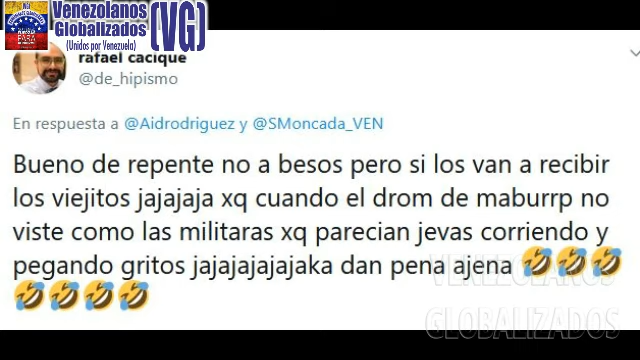 Venezolanos
Globalizados
(Unidos por Venezuela)
(VG)
rafael cacique
@de_hipismo
En respuesta a @Aidrodriguez y @SMoncada_VEN
Bueno de repente no a besos pero si los van a recibir
los viejitos jajajaja xq cuando el drom de maburrp no
viste como las militaras xq parecian jevas corriendo y
pegando gritos jajajajajajaka dan pena ajena 🤣🤣🤣
🤣🤣🤣🤣
VENEZOLANOS
GLOBALIZADOS